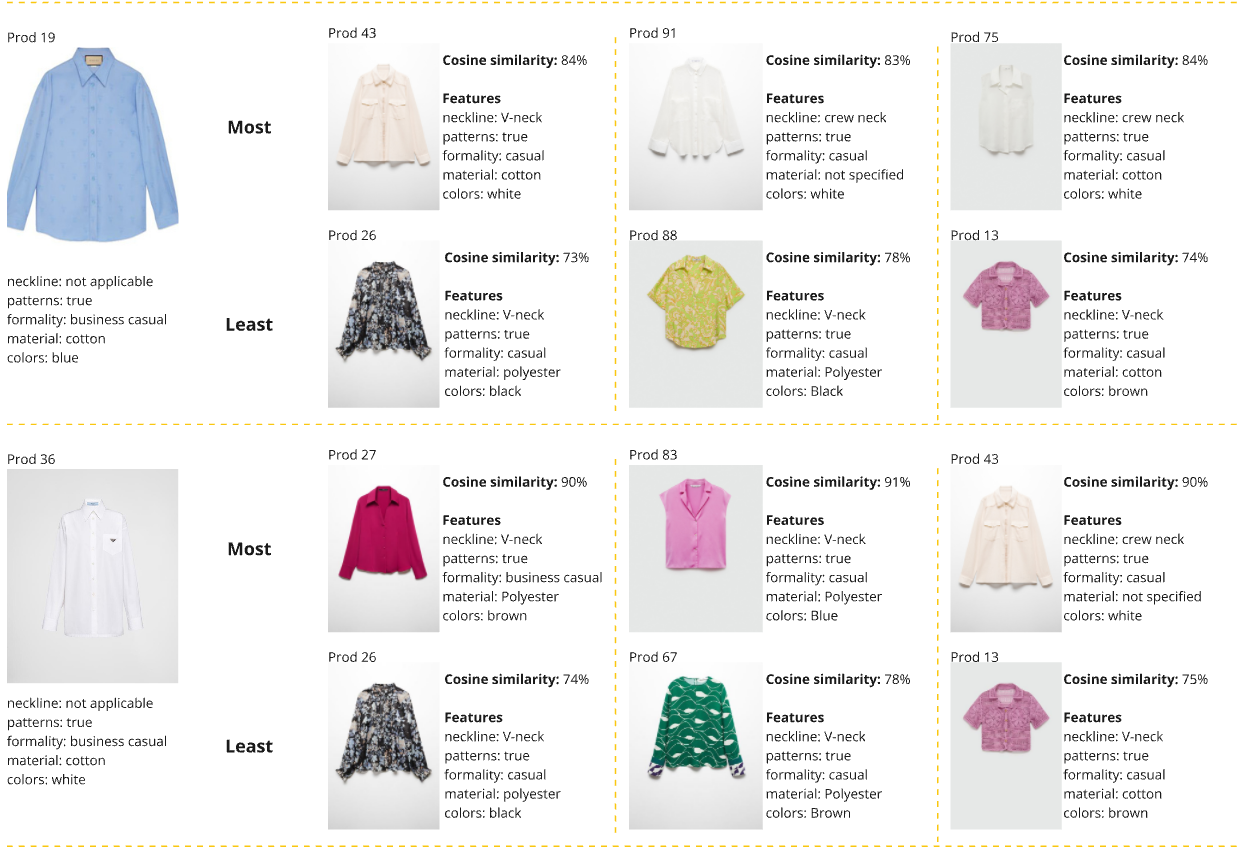 Prod 19
neckline: not applicable
patterns: true
formality: business casual
material: cotton
colors: blue
Most
Prod 43
Cosine similarity: 84%
Features
neckline: V-neck
patterns: true
formality: casual
material: cotton
colors: white
Prod 91
Cosine similarity: 83%
Features
neckline: crew neck
patterns: true
formality: casual
material: not specified
colors: white
Prod 75
Cosine similarity: 84%
Features
neckline: crew neck
patterns: true
formality: casual
material: cotton
colors: white
Least
Prod 26
Cosine similarity: 73%
Features
neckline: V-neck
patterns: true
formality: casual
material: polyester
colors: black
Prod 88
Cosine similarity: 78%
Features
neckline: V-neck
patterns: true
formality: casual
material: Polyester
colors: Black
Prod 13
Cosine similarity: 74%
Features
neckline: V-neck
patterns: true
formality: casual
material: cotton
colors: brown
Prod 36
neckline: not applicable
patterns: true
formality: business casual
material: cotton
colors: white
Most
Prod 27
Cosine similarity: 90%
Features
neckline: V-neck
patterns: true
formality: business casual
material: Polyester
colors: brown
Prod 83
Cosine similarity: 91%
Features
neckline: V-neck
patterns: true
formality: casual
material: Polyester
colors: Blue
Prod 43
Cosine similarity: 90%
Features
neckline: crew neck
patterns: true
formality: casual
material: not specified
colors: white
Least
Prod 26
Cosine similarity: 74%
Features
neckline: V-neck
patterns: true
formality: casual
material: polyester
colors: black
Prod 67
Cosine similarity: 78%
Features
neckline: V-neck
patterns: true
formality: casual
material: Polyester
colors: Brown
Prod 13
Cosine similarity: 75%
Features
neckline: V-neck
patterns: true
formality: casual
material: cotton
colors: brown